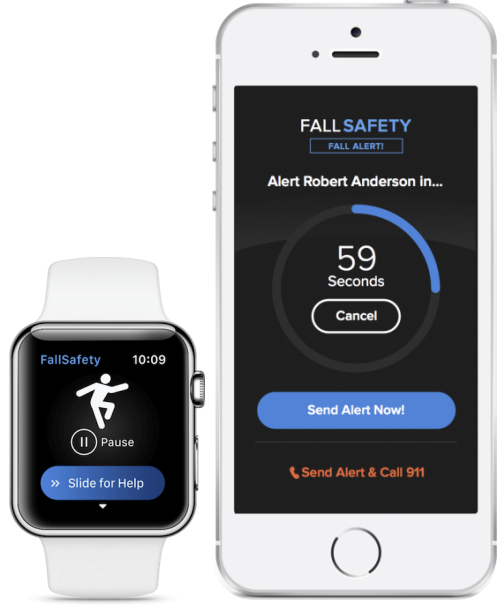 FallSafety 10:09
Pause
» Slide for Help
FALLSAFETY
FALL ALERT!
Alert Robert Anderson in...
59
Seconds
Cancel
Send Alert Now!
Send Alert & Call 911